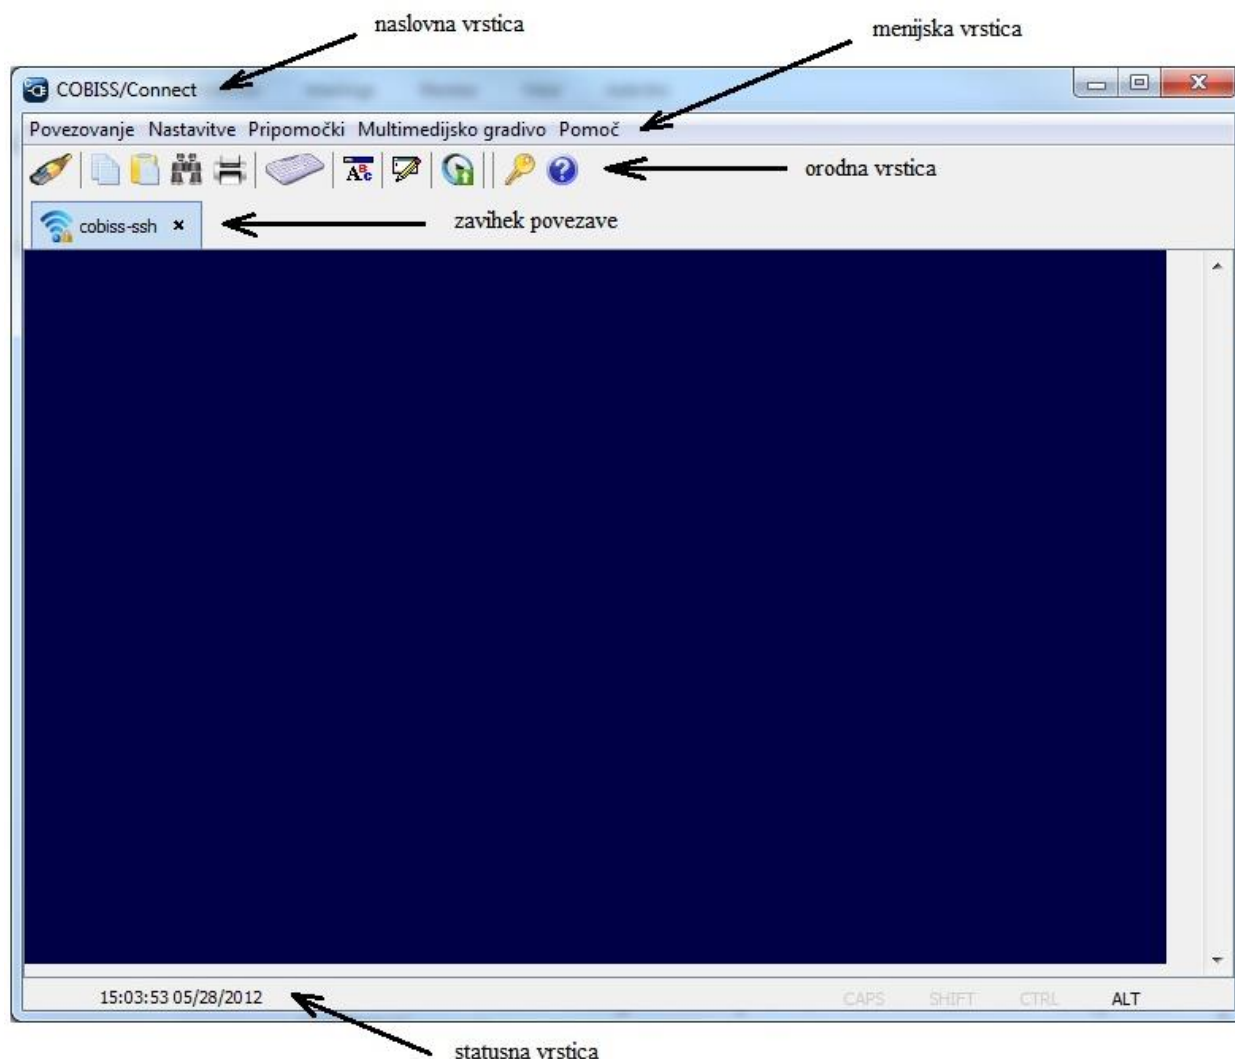 naslovna vrstica
menijska vrstica
COBISS/Connect
Povezovanje Nastavitve Pripomočki Multimedijsko gradivo Pomoč
ABc
orodna vrstica
cobiss-ssh
zavihek povezave
15:03:53 05/28/2012
CAPS SHIFT CTRL ALT
statusna vrstica